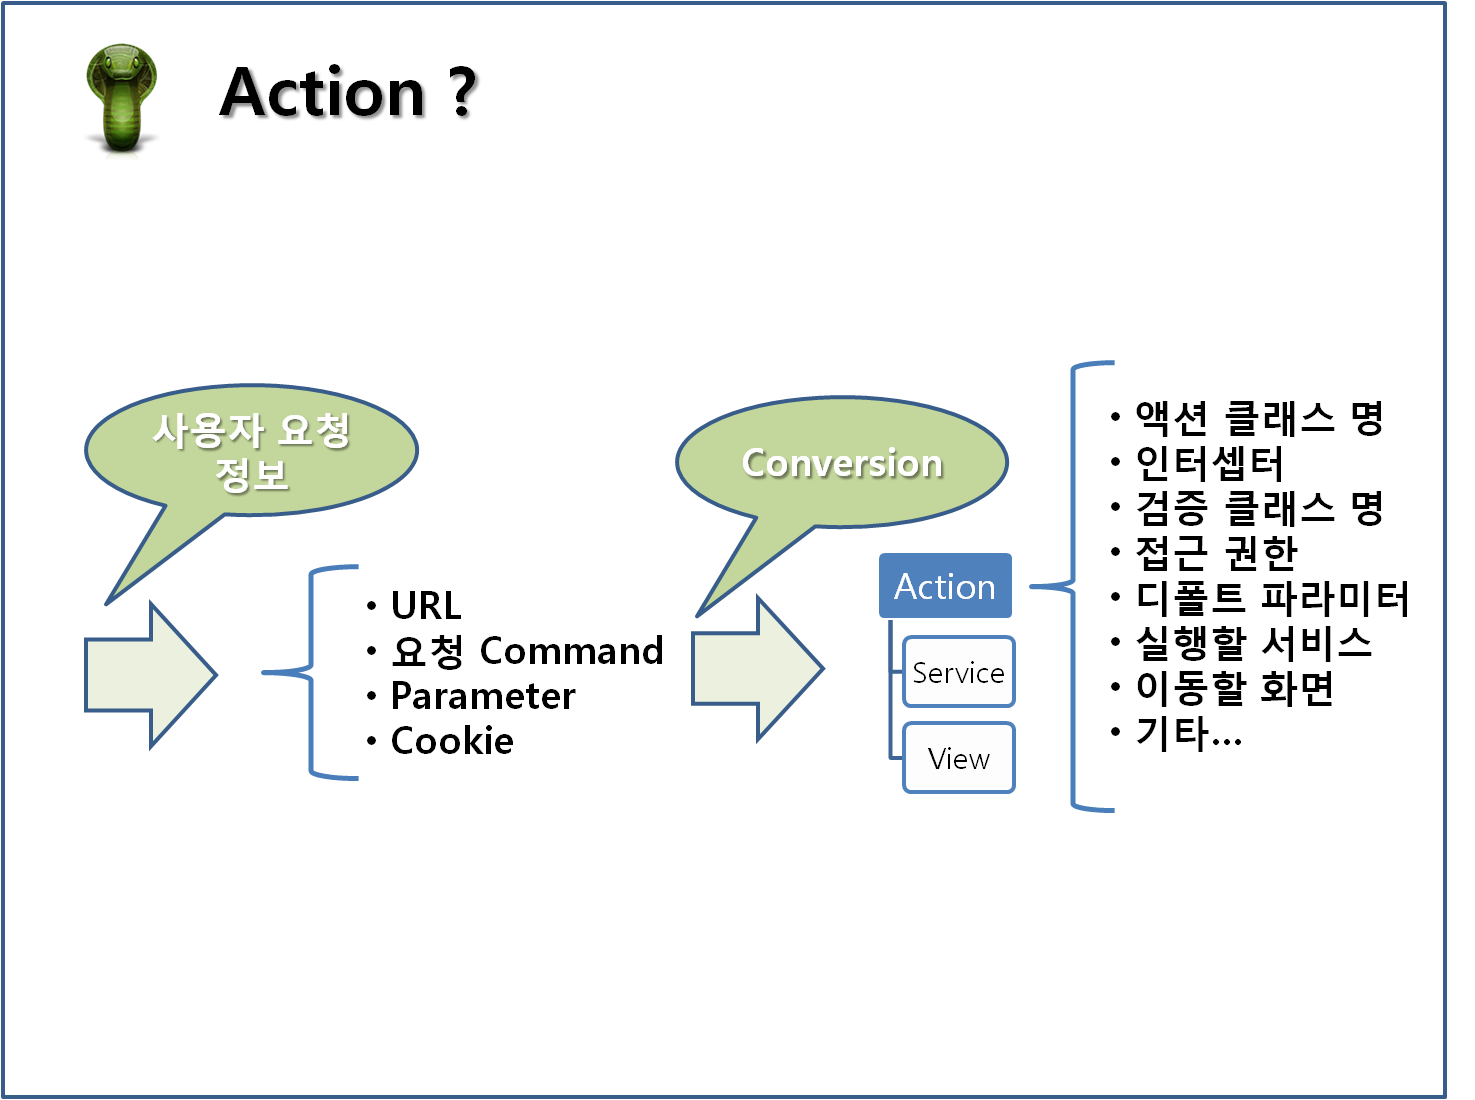 Action ?
사용자 요청
정보
• URL
• 요청 Command
• Parameter
• Cookie
Conversion
Action
Service
View
• 액션 클래스 명
• 인터셉터
• 검증 클래스 명
• 접근 권한
• 디폴트 파라미터
• 실행할 서비스
• 이동할 화면
• 기타...